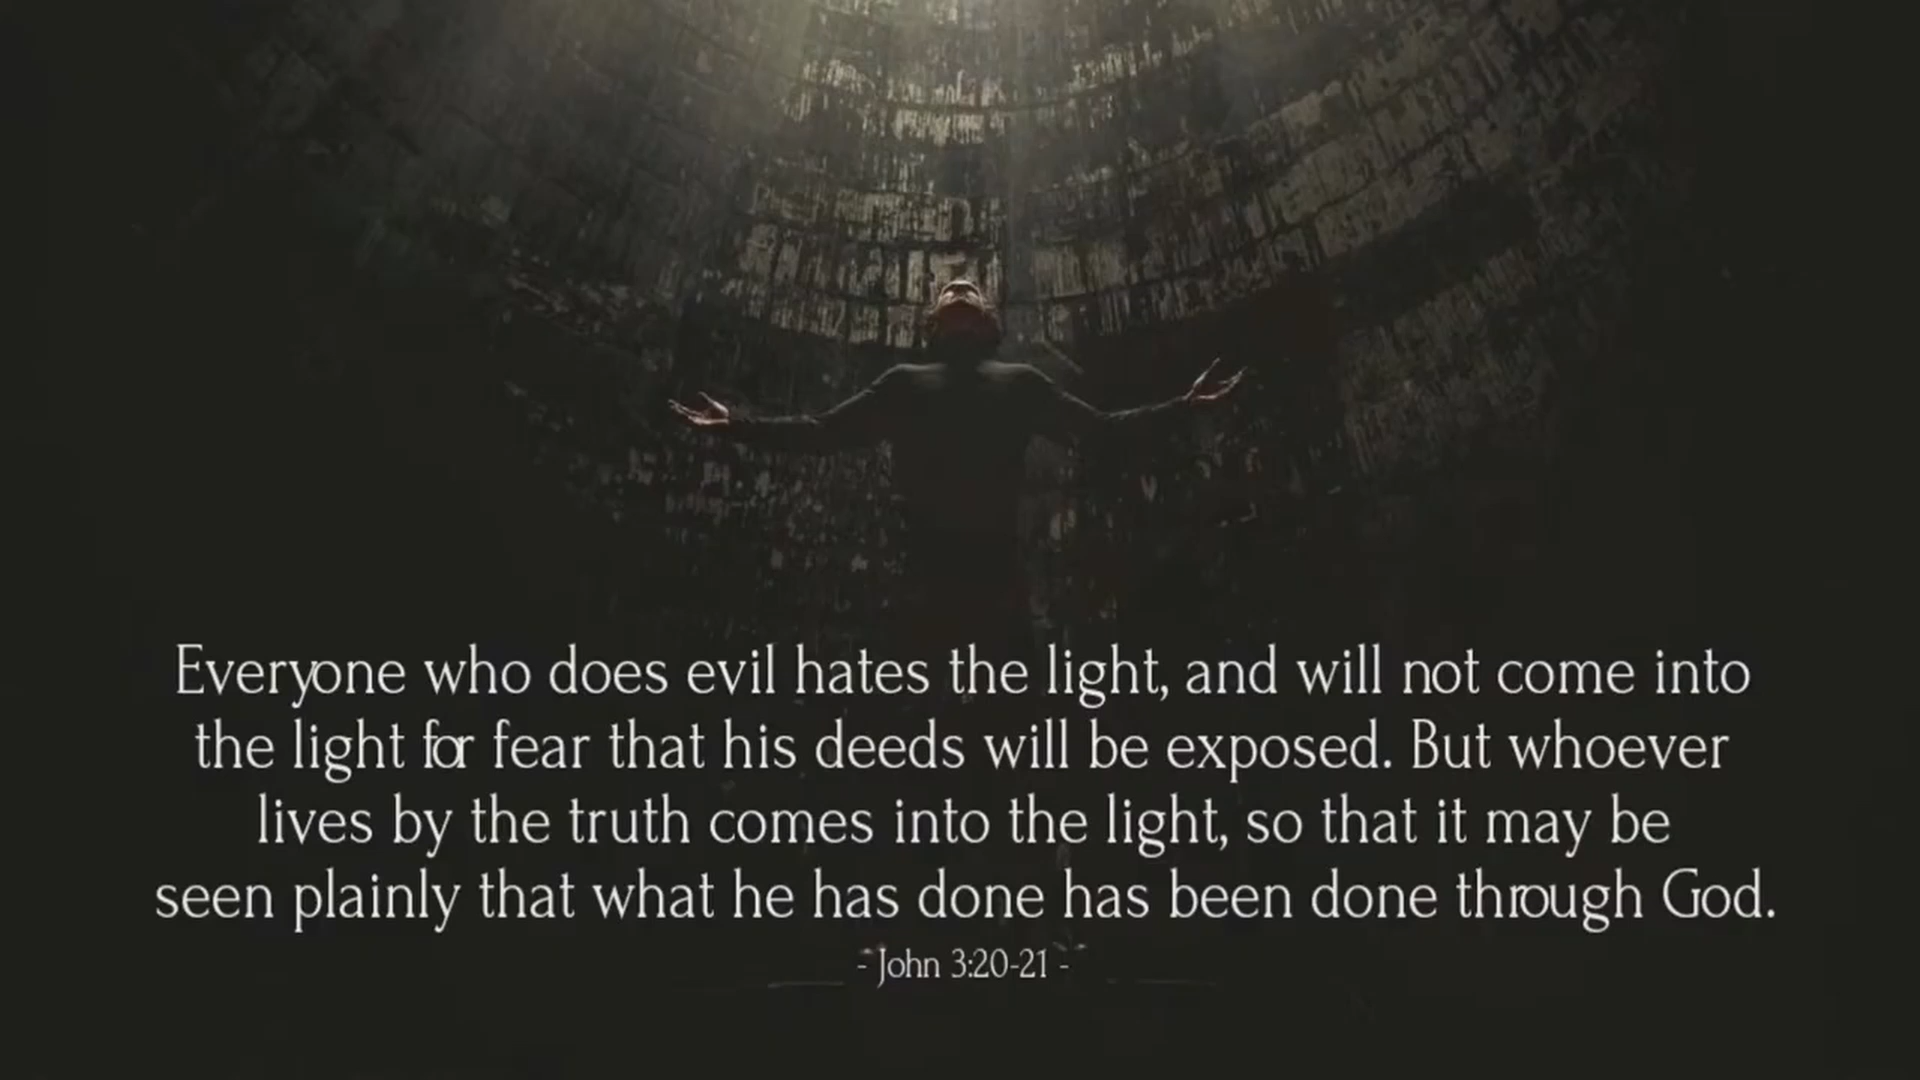 Everyone who does evil hates the light, and will not come into
the light for fear that his deeds will be exposed. But whoever
lives by the truth comes into the light, so that it may be
seen plainly that what he has done has been done through God.
- John 3:20-21 -